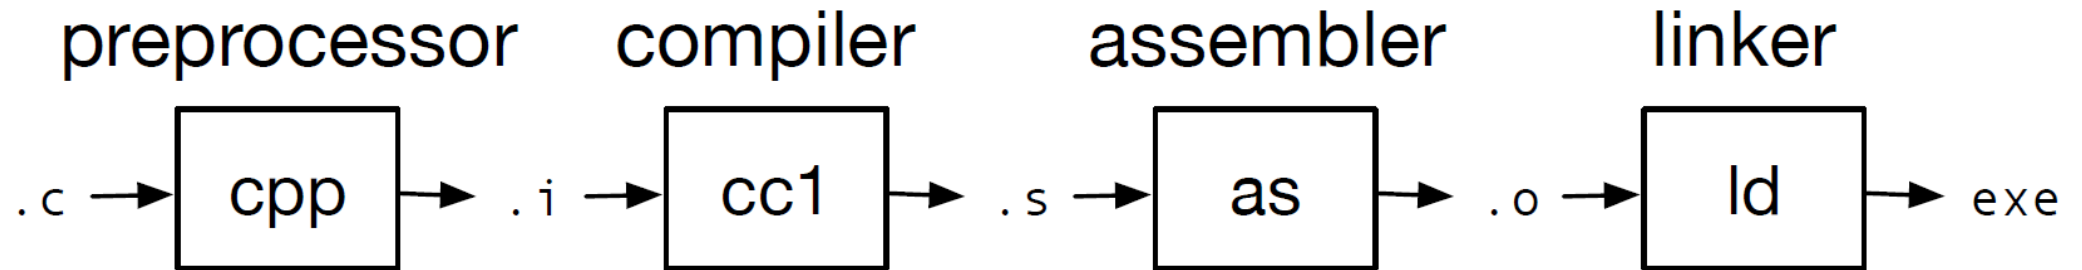 preprocessor compiler assembler linker
.c cpp .i cc1 .s as .o ld exe